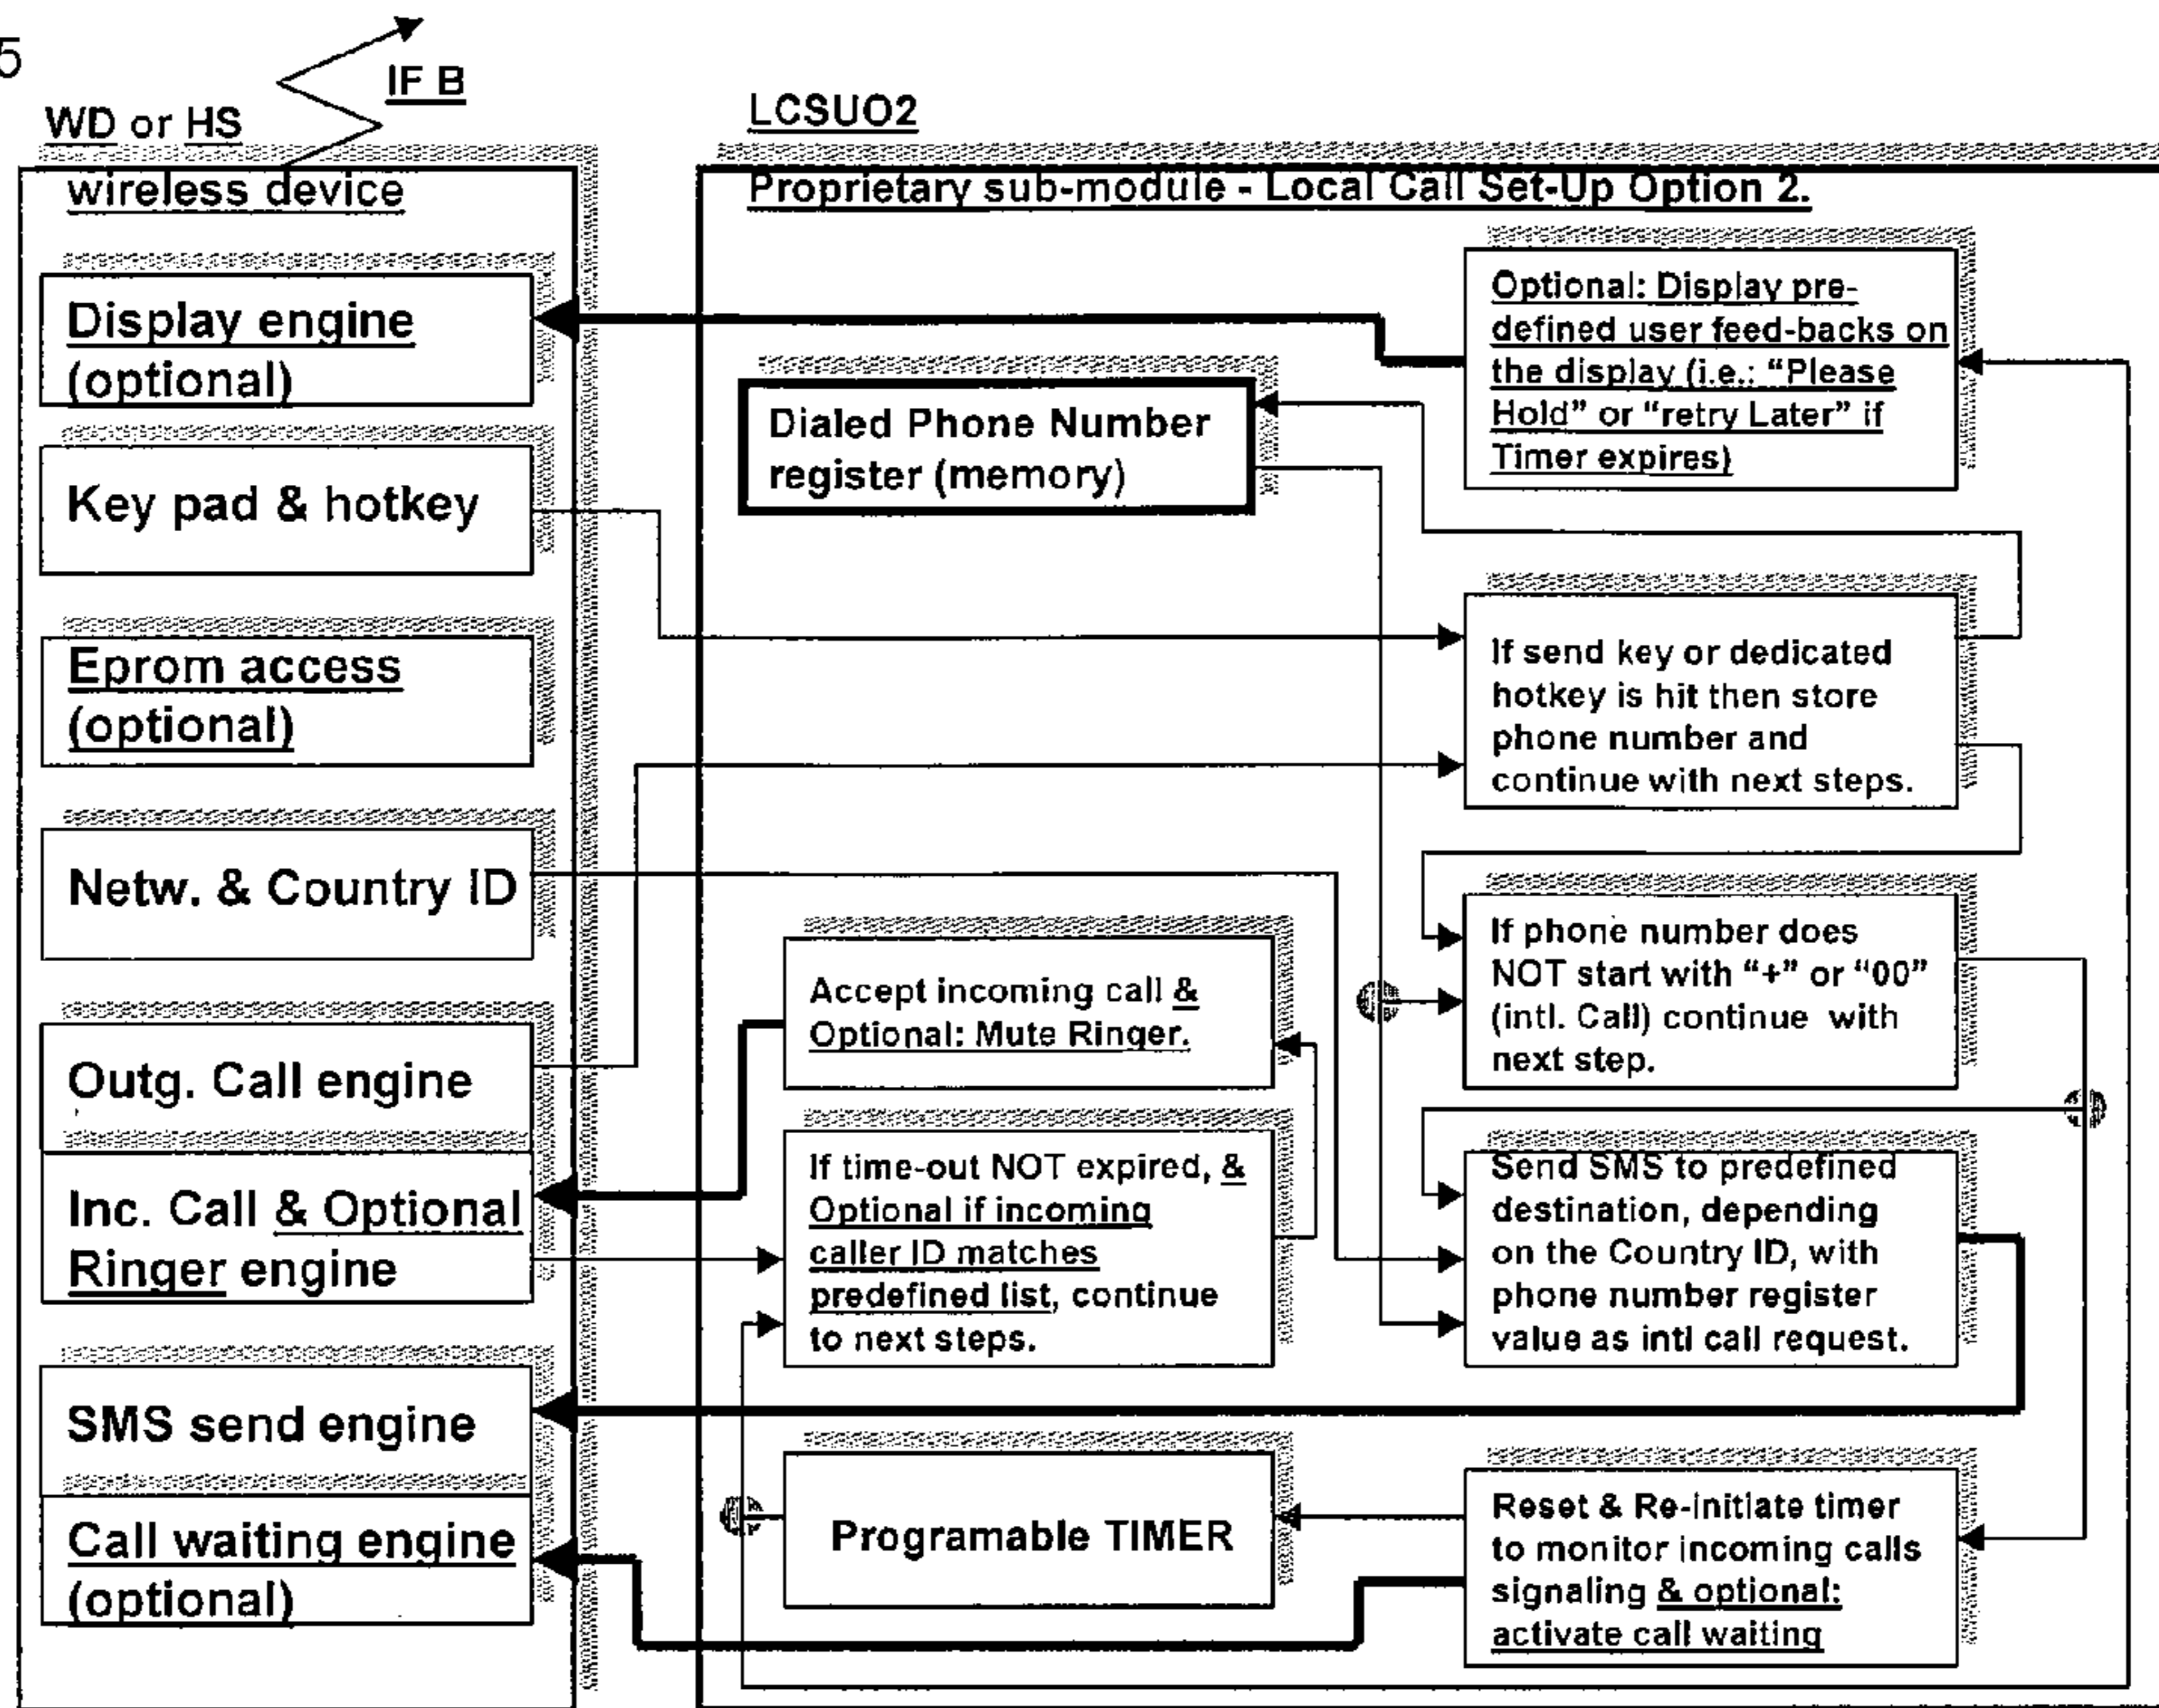 5
IF B
WD or HS
LCSUO2
wireless device
Proprietary sub-module - Local Call Set-Up Option 2.
Display engine
(optional)
Key pad & hotkey
Eprom access
(optional)
Netw. & Country ID
Outg. Call engine
Inc. Call & Optional
Ringer engine
SMS send engine
Call waiting engine
(optional)
Dialed Phone Number
register (memory)
Accept incoming call &
Optional: Mute Ringer.
If time-out NOT expired, &
Optional if incoming
caller ID matches
predefined list, continue
to next steps.
Programable TIMER
Optional: Display pre-
defined user feed-backs on
the display (i.e.: “Please
Hold” or “retry Later” if
Timer expires)
If send key or dedicated
hotkey is hit then store
phone number and
continue with next steps.
If phone number does
NOT start with “+” or “00”
(intl. Call) continue with
next step.
Send SMS to predefined
destination, depending
on the Country ID, with
phone number register
value as intl call request.
Reset & Re-initiate timer
to monitor incoming calls
signaling & optional:
activate call waiting